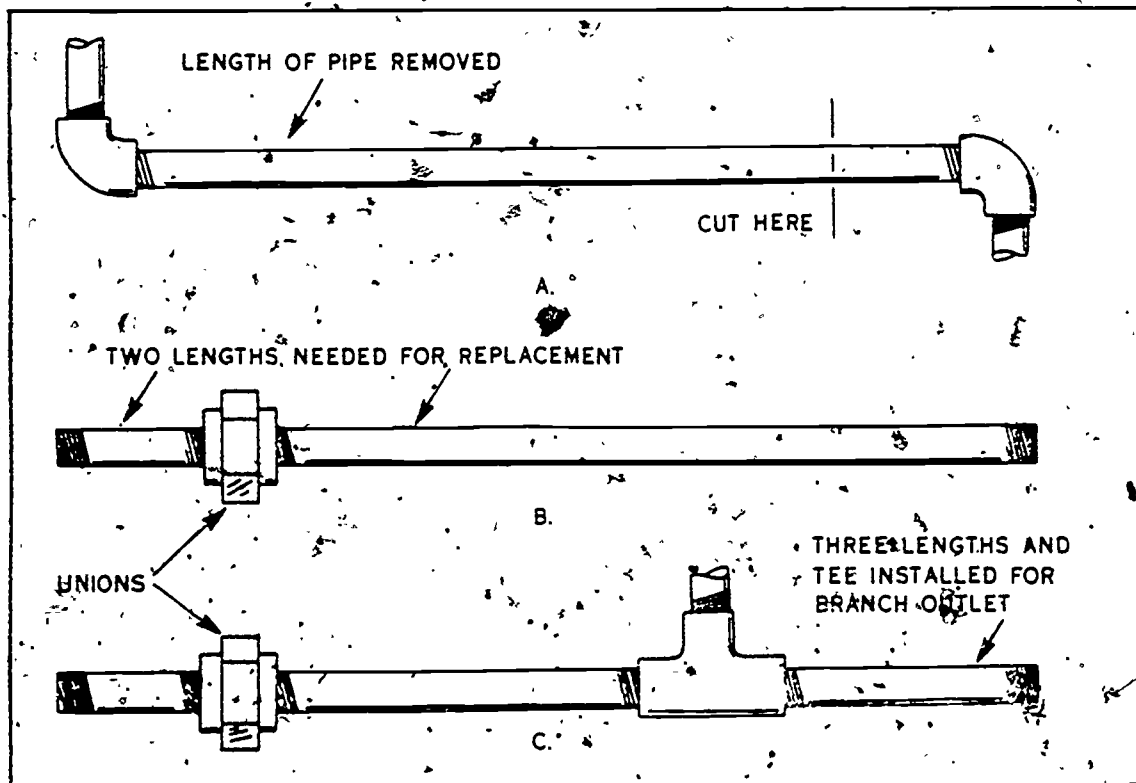 LENGTH OF PIPE REMOVED
CUT HERE
A.
TWO LENGTHS NEEDED FOR REPLACEMENT
B.
UNIONS
THREE LENGTHS AND
TEE INSTALLED FOR
BRANCH OUTLET
C.